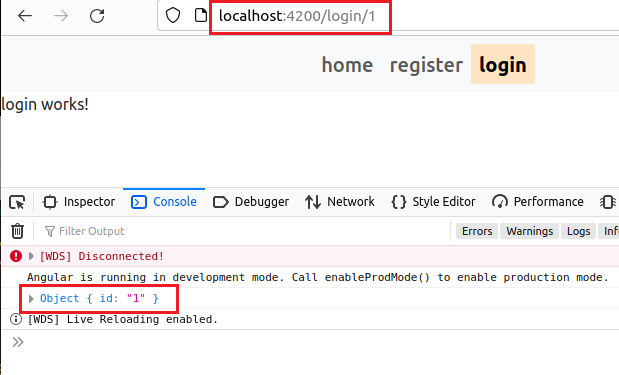 localhost:4200/login/1
home register login
login works!
Inspector Console Debugger Network Style Editor Performance
Filter Output Errors Warnings Logs
[WDS] Disconnected!
Angular is running in development mode. Call enableProdMode() to enable production mode.
Object { id: "1" }
[WDS] Live Reloading enabled.